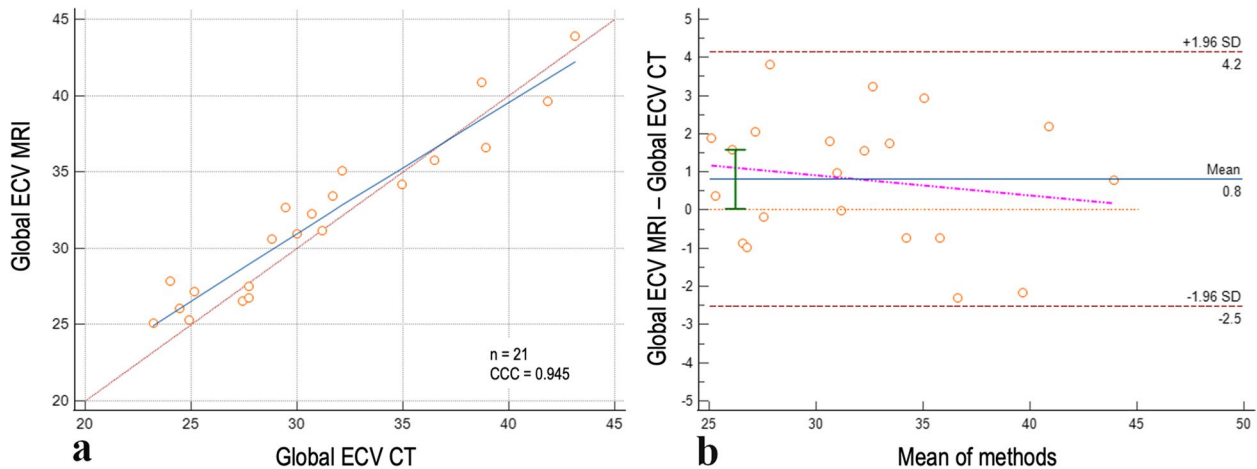 45
40
35
30
25
20
Global ECV MRI
n = 21
CCC = 0.945
20 25 30 35 40 45
a Global ECV CT
5
4
3
2
1
0
-1
-2
-3
-4
-5
Global ECV MRI – Global ECV CT
+1.96 SD
4.2
Mean
0.8
-1.96 SD
-2.5
25 30 35 40 45 50
b Mean of methods